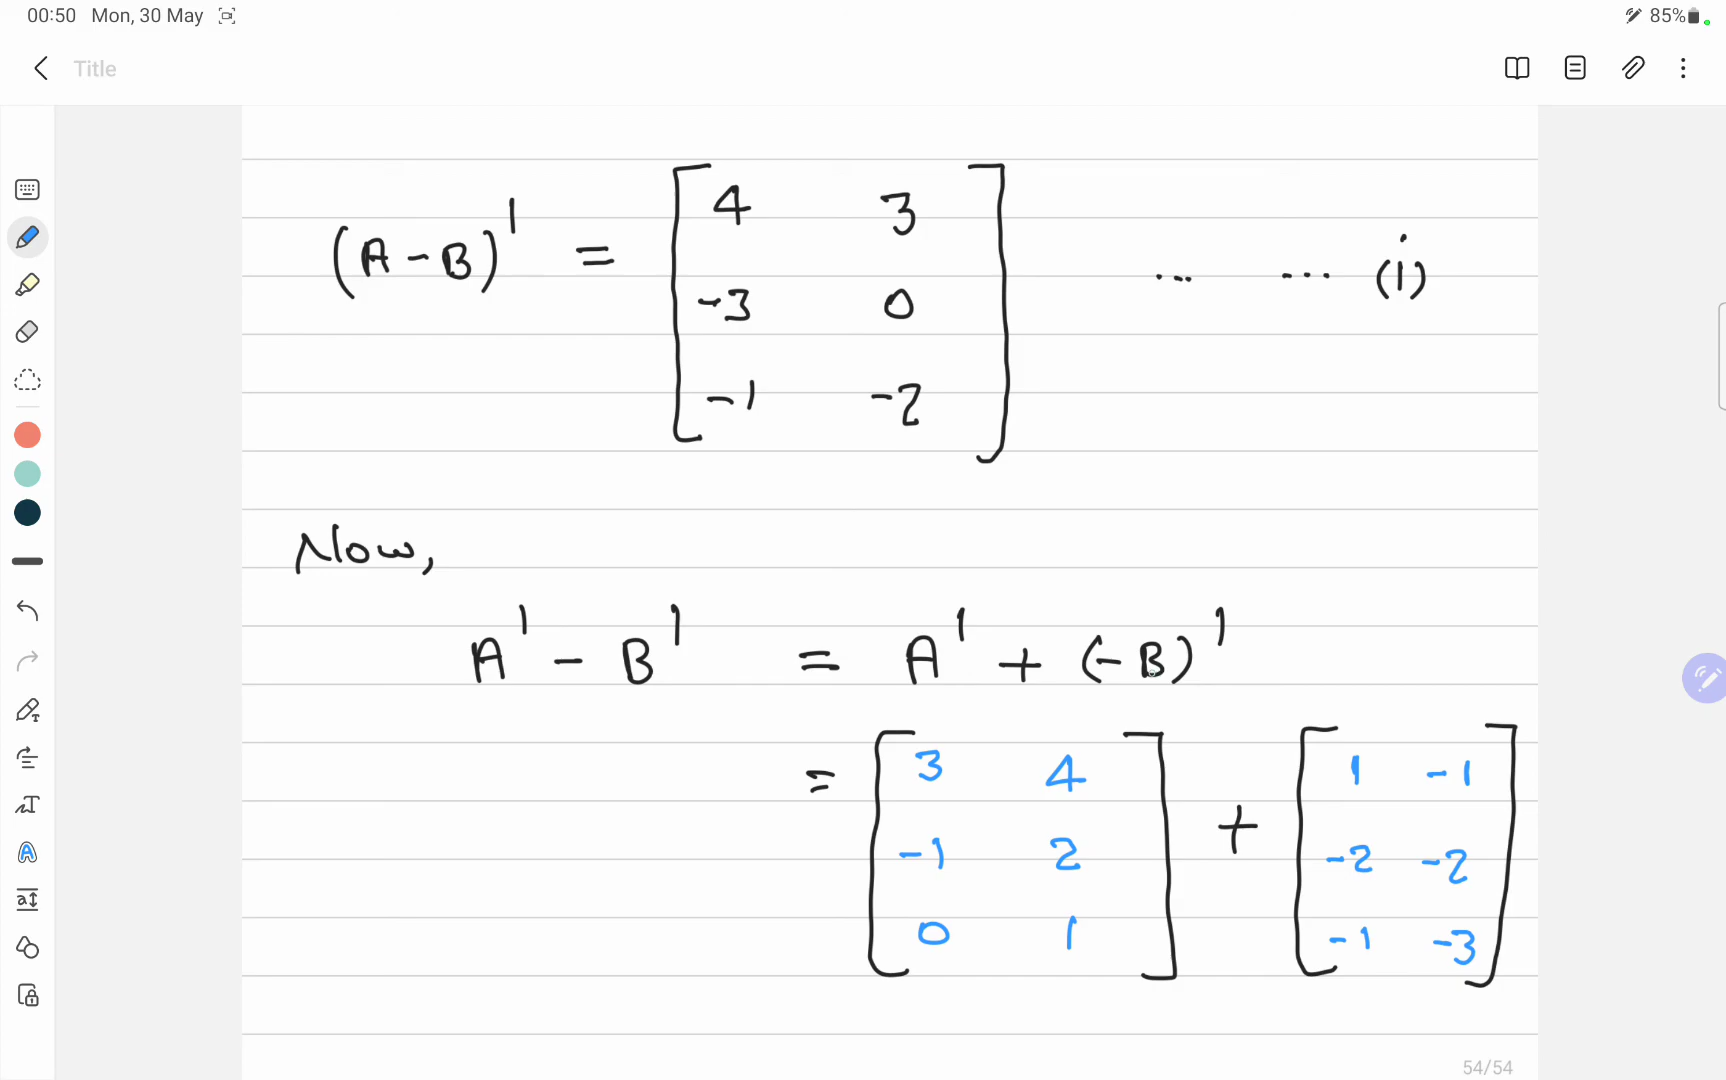 00:50 Mon, 30 May 85%
Title
(A - B)' = [ 4 3 ... ... (i)
-3 0
-1 -2 ]
Now,
A' - B' = A' + (-B)'
= [ 3 4 + [ 1 -1
-1 2 -2 -2
0 1 ] -1 -3 ]
54/54